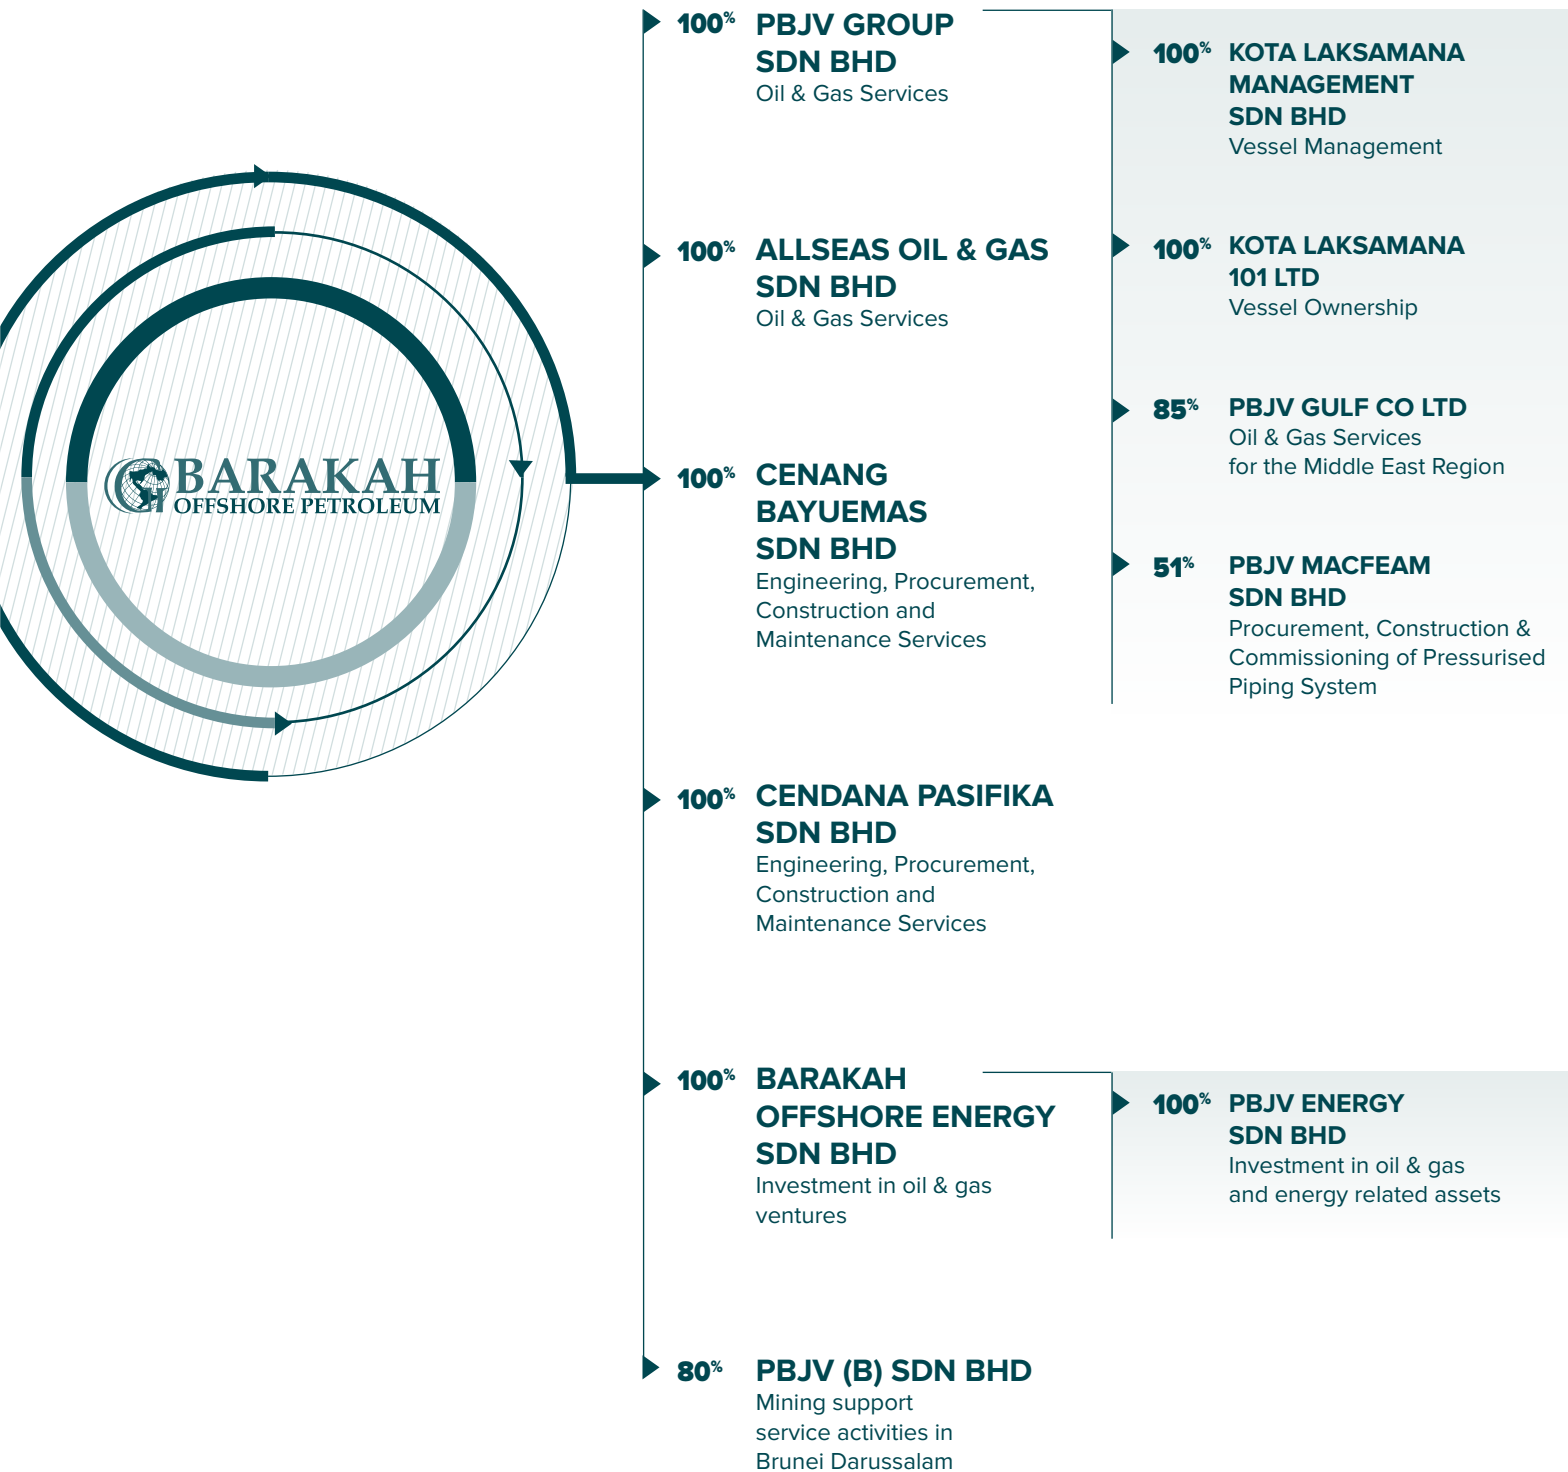 BARAKAH
OFFSHORE PETROLEUM
100%
PBJV GROUP
SDN BHD
Oil & Gas Services
100%
ALLSEAS OIL & GAS
SDN BHD
Oil & Gas Services
100%
CENANG
BAYUEMAS
SDN BHD
Engineering, Procurement,
Construction and
Maintenance Services
100%
CENDANA PASIFIKA
SDN BHD
Engineering, Procurement,
Construction and
Maintenance Services
100%
BARAKAH
OFFSHORE ENERGY
SDN BHD
Investment in oil & gas
ventures
80%
PBJV (B) SDN BHD
Mining support
service activities in
Brunei Darussalam
100%
KOTA LAKSAMANA
MANAGEMENT
SDN BHD
Vessel Management
100%
KOTA LAKSAMANA
101 LTD
Vessel Ownership
85%
PBJV GULF CO LTD
Oil & Gas Services
for the Middle East Region
51%
PBJV MACFEAM
SDN BHD
Procurement, Construction &
Commissioning of Pressurised
Piping System
100%
PBJV ENERGY
SDN BHD
Investment in oil & gas
and energy related assets